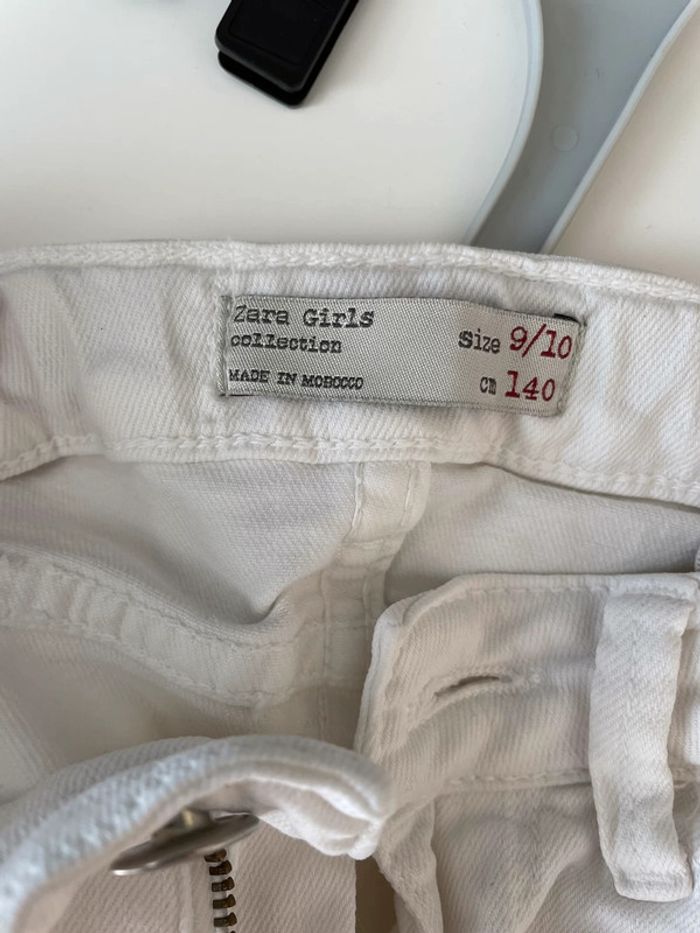 Zara Girls
collection
MADE IN MOROCCO
Size 9/10
cm 140